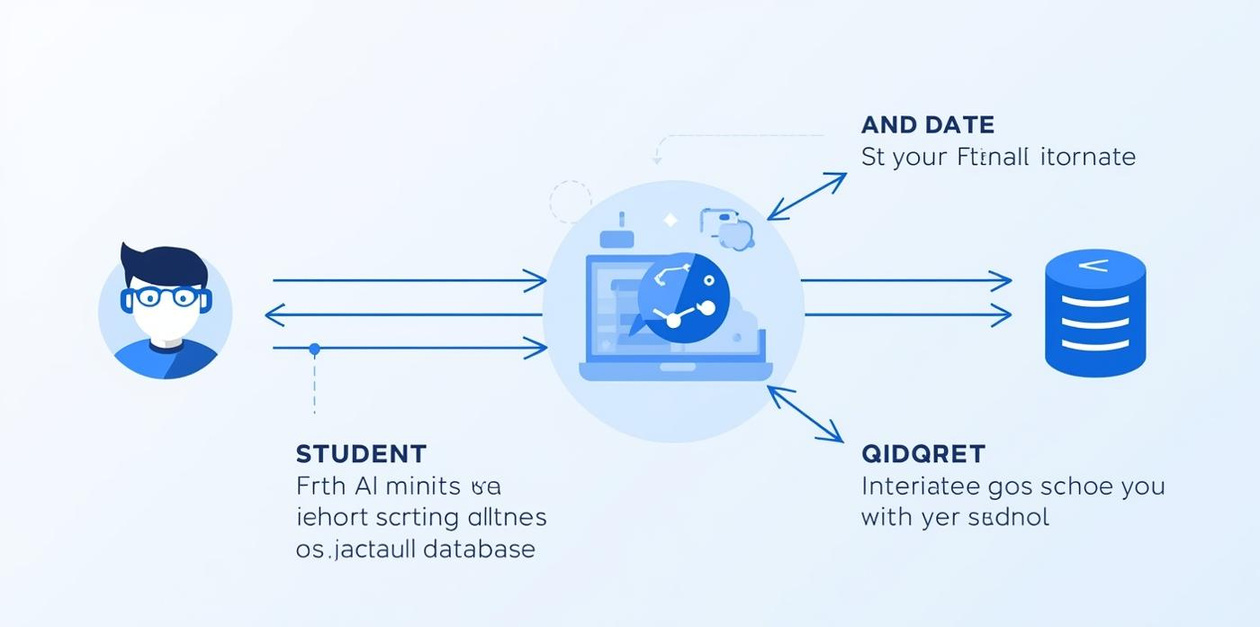 AND DATE
St your itornate
STUDENT
Frth AI minits
iehort scrting alltnes
os.jactaull database
QIDQRET
Interiatee gos schoe you
with yer